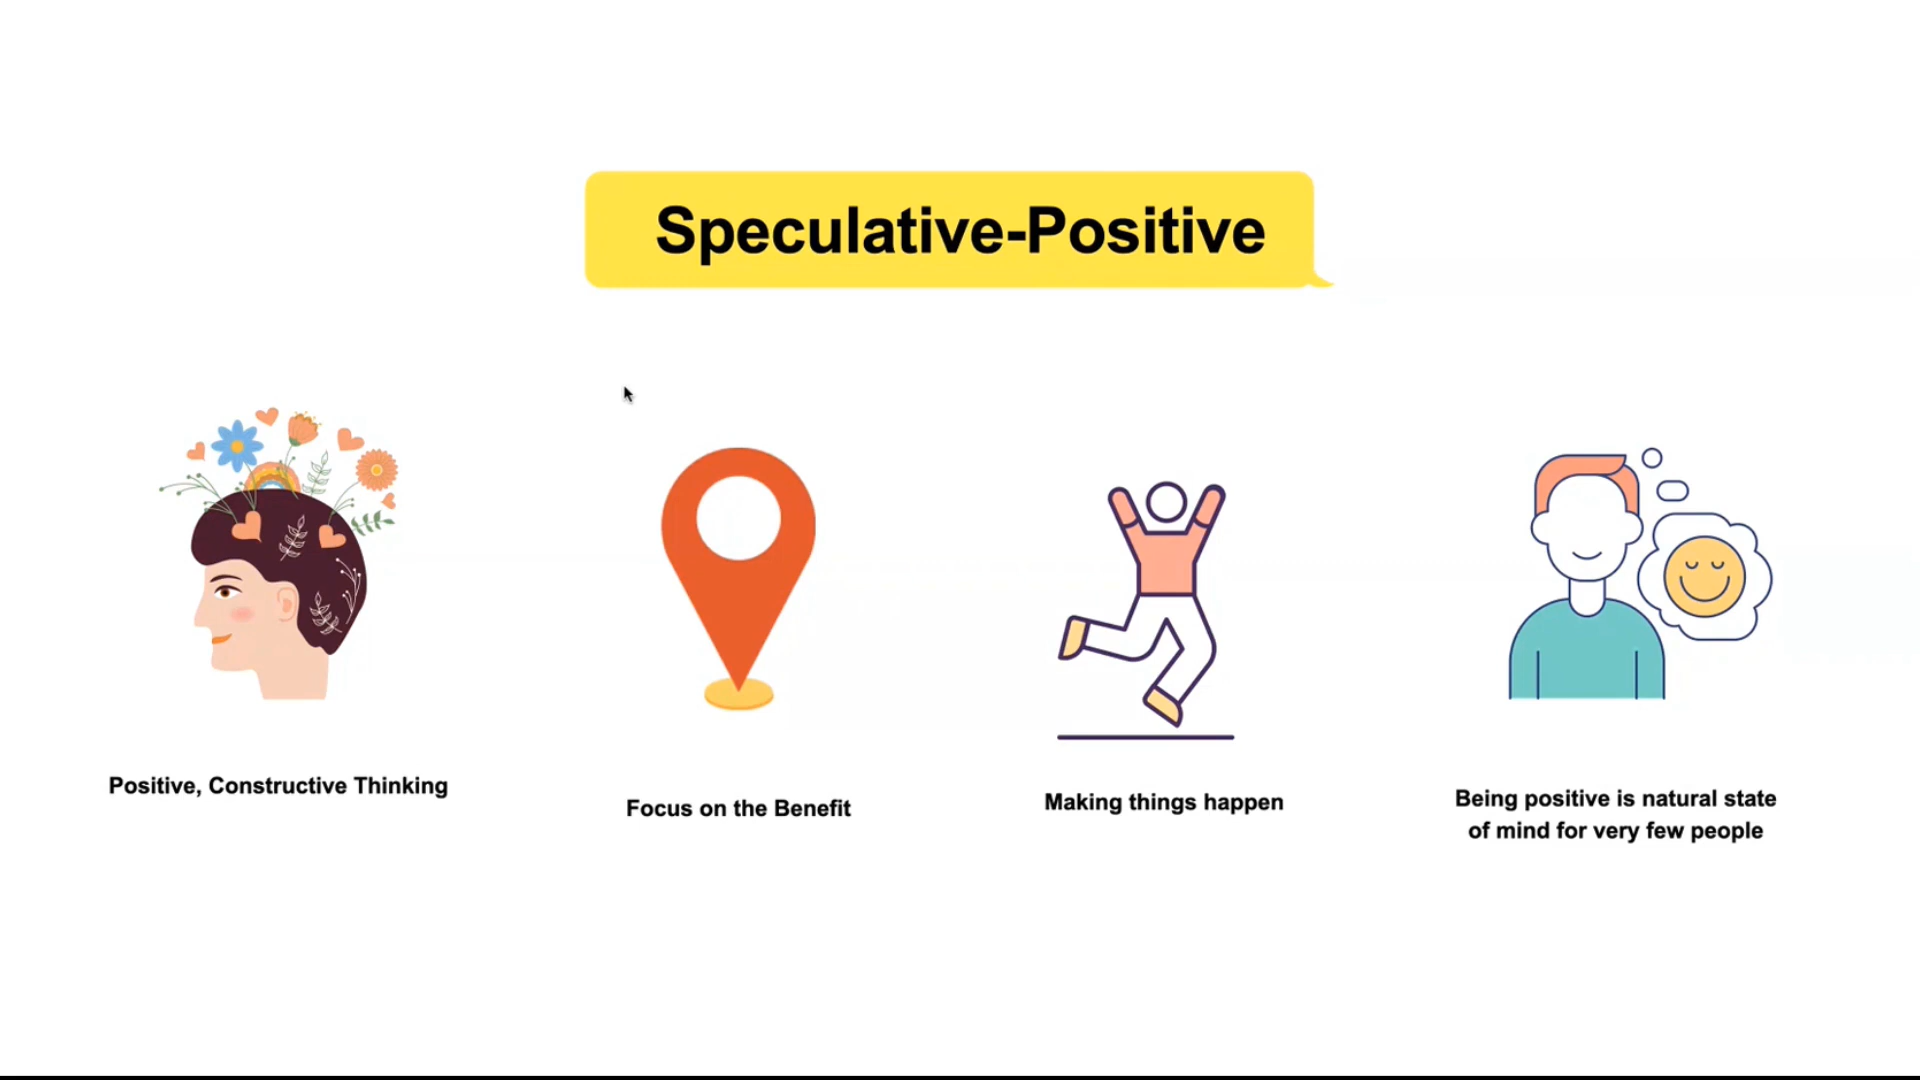 Speculative-Positive
Positive, Constructive Thinking
Focus on the Benefit
Making things happen
Being positive is natural state
of mind for very few people